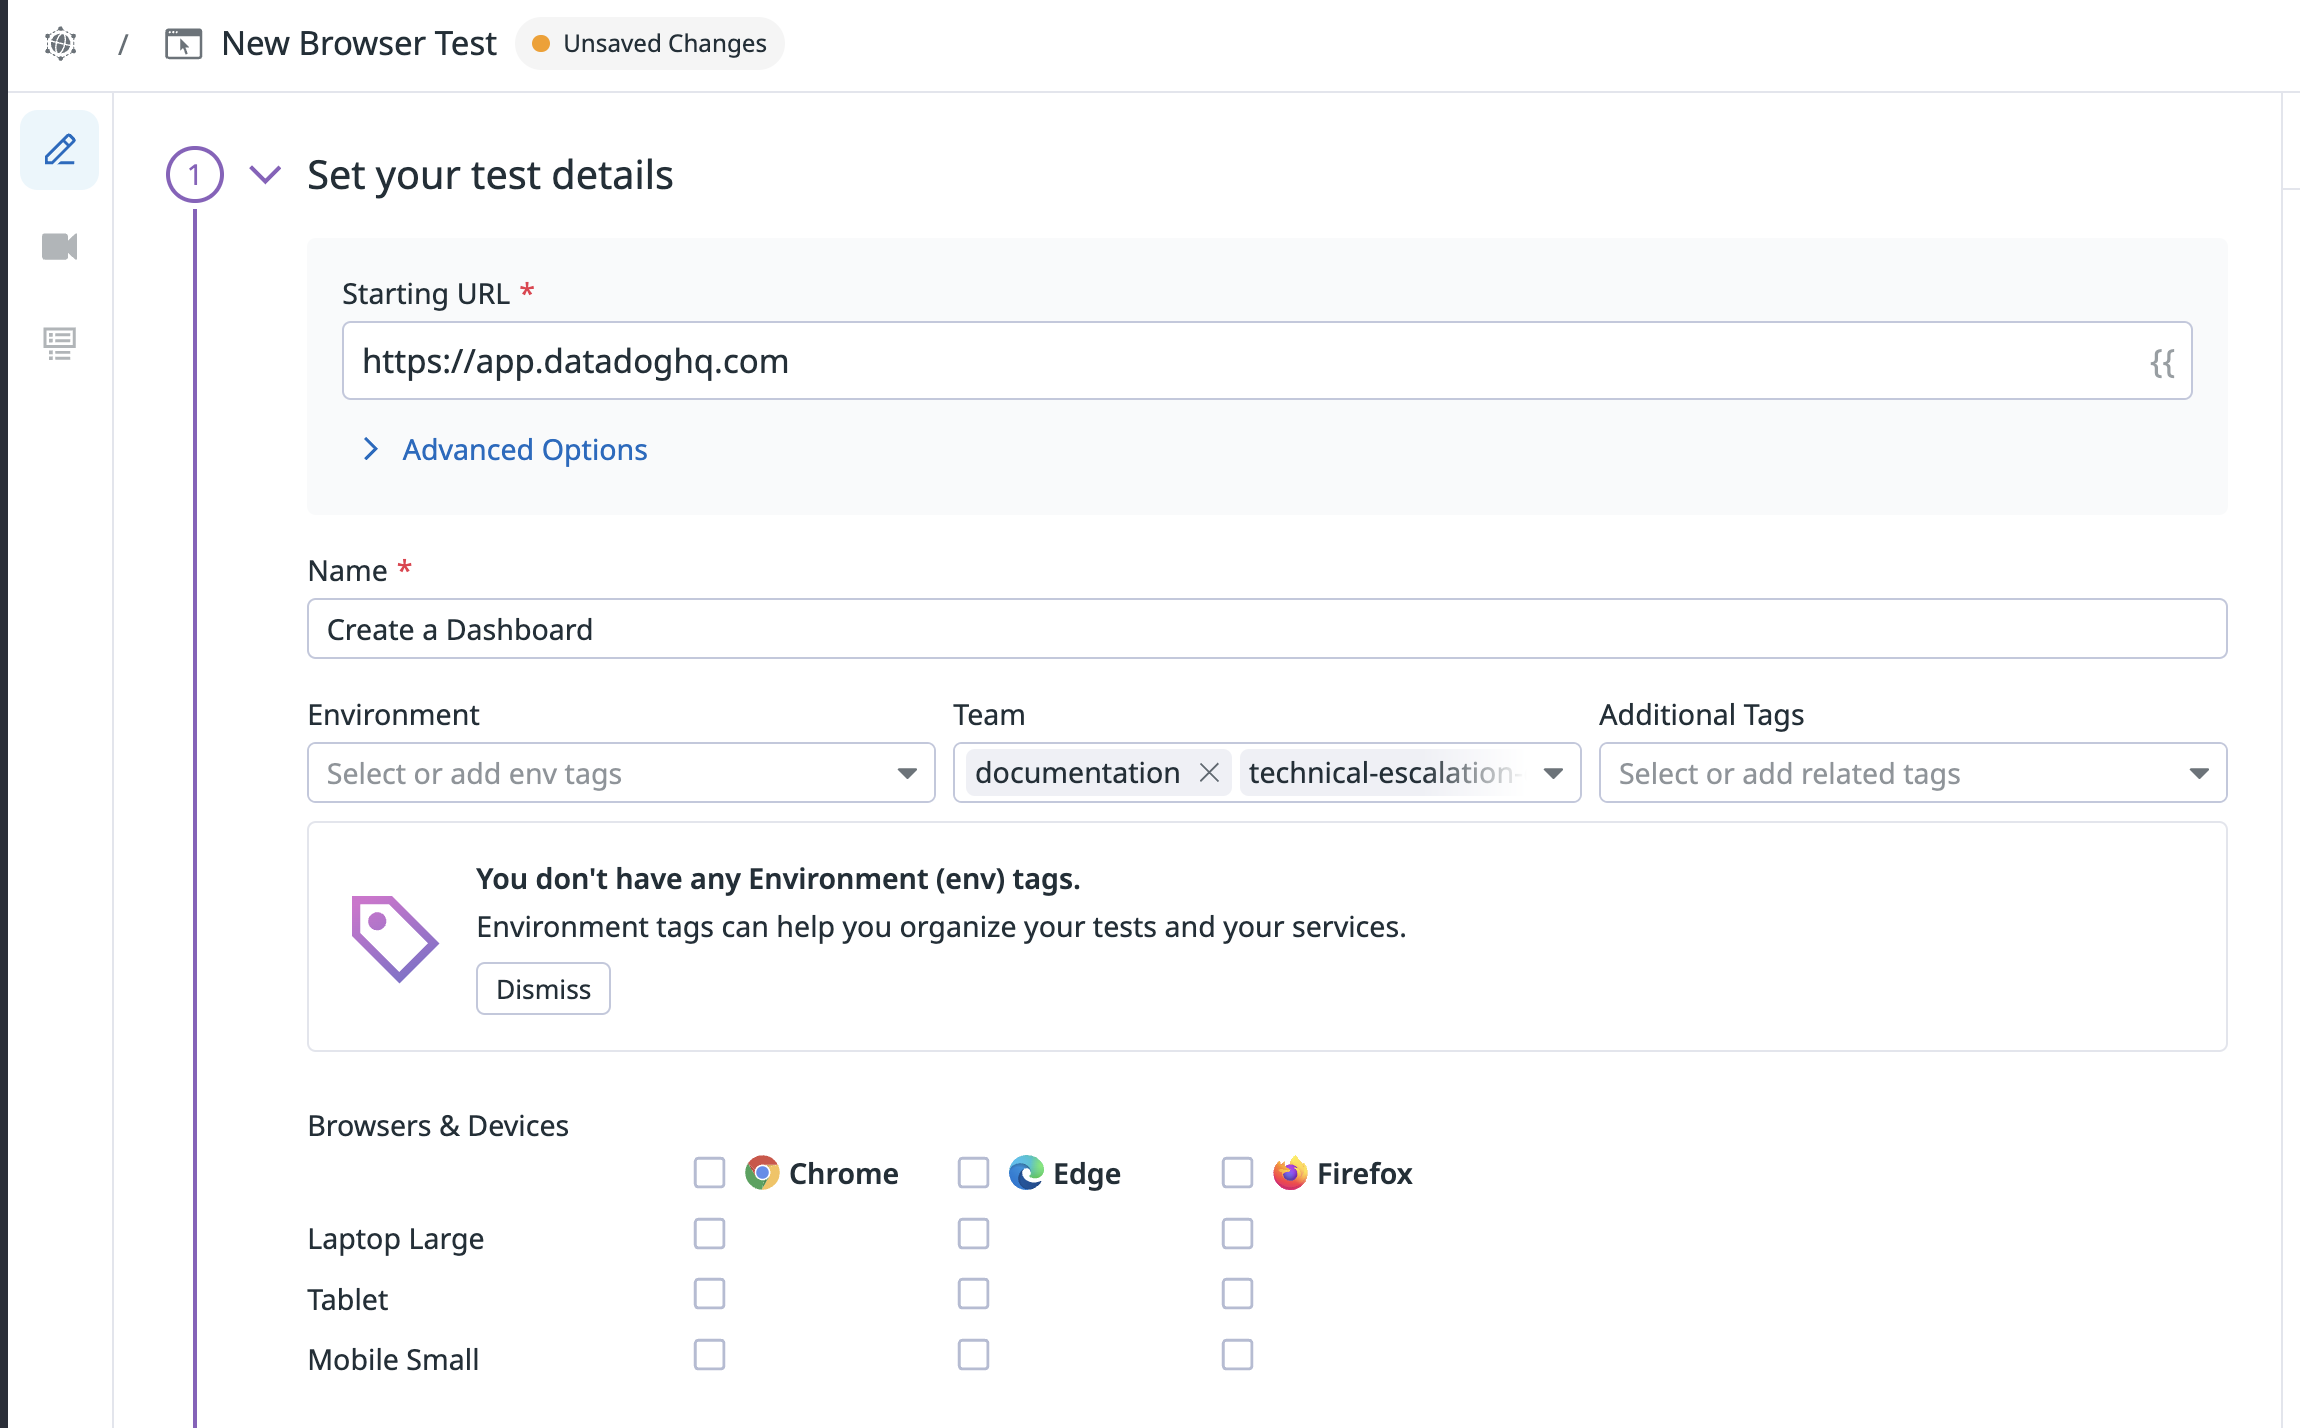 / New Browser Test Unsaved Changes
1 Set your test details
Starting URL *
https://app.datadoghq.com {{
Advanced Options
Name *
Create a Dashboard
Environment Team Additional Tags
Select or add env tags documentation technical-escalation- Select or add related tags
You don't have any Environment (env) tags.
Environment tags can help you organize your tests and your services.
Dismiss
Browsers & Devices
Chrome Edge Firefox
Laptop Large
Tablet
Mobile Small